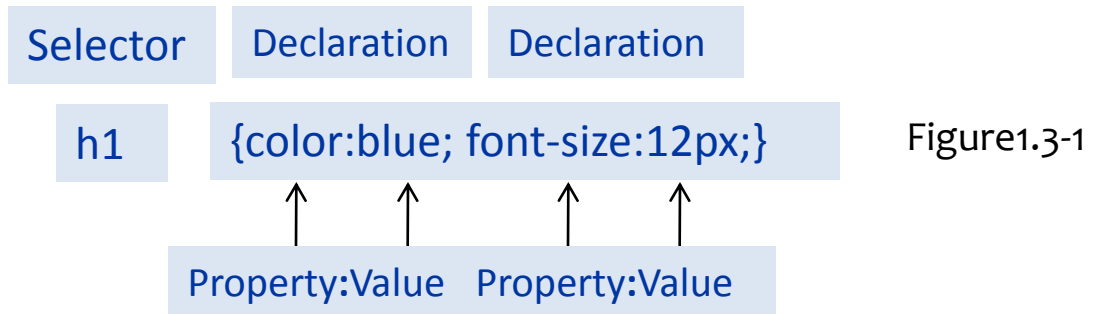 Selector Declaration Declaration
h1 {color:blue; font-size:12px;} Figure1.3-1
Property:Value Property:Value